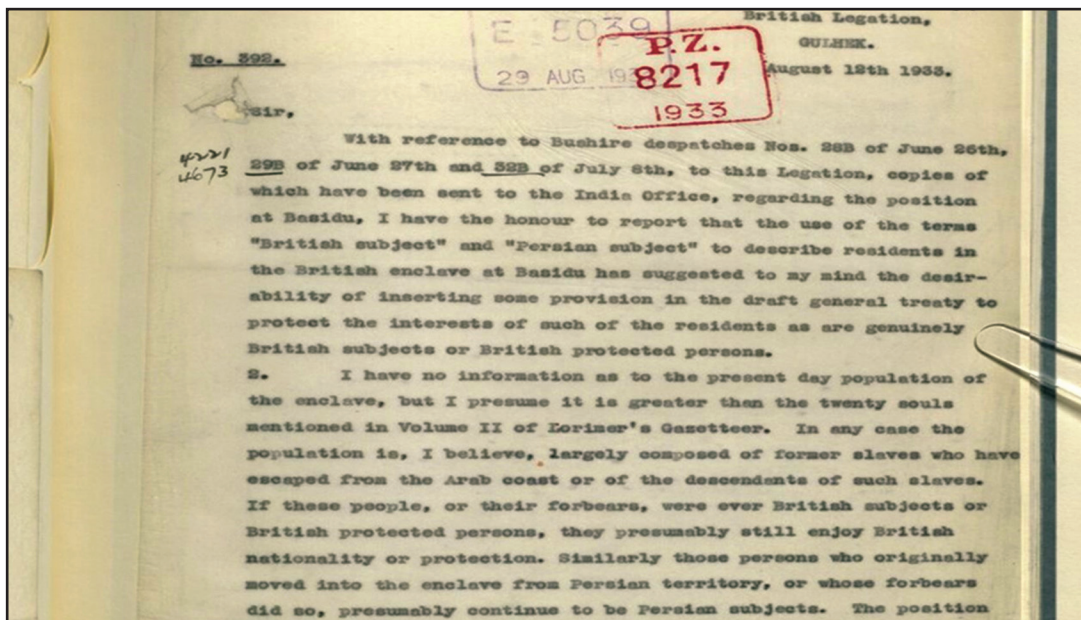 British Legation,
GULHEK.
No. 392.
August 12th 1933.
E 5039
29 AUG 193
P.Z.
8217
1933
Sir,
4221
4673
With reference to Bushire despatches Nos. 28B of June 26th,
29B of June 27th and 32B of July 8th, to this Legation, copies of
which have been sent to the India Office, regarding the position
at Basidu, I have the honour to report that the use of the terms
"British subject" and "Persian subject" to describe residents in
the British enclave at Basidu has suggested to my mind the desir-
ability of inserting some provision in the draft general treaty to
protect the interests of such of the residents as are genuinely
British subjects or British protected persons.
2. I have no information as to the present day population of
the enclave, but I presume it is greater than the twenty souls
mentioned in Volume II of Lorimer's Gazetteer. In any case the
population is, I believe, largely composed of former slaves who have
escaped from the Arab coast or of the descendants of such slaves.
If these people, or their forbears, were ever British subjects or
British protected persons, they presumably still enjoy British
nationality or protection. Similarly those persons who originally
moved into the enclave from Persian territory, or whose forbears
did so, presumably continue to be Persian subjects. The position